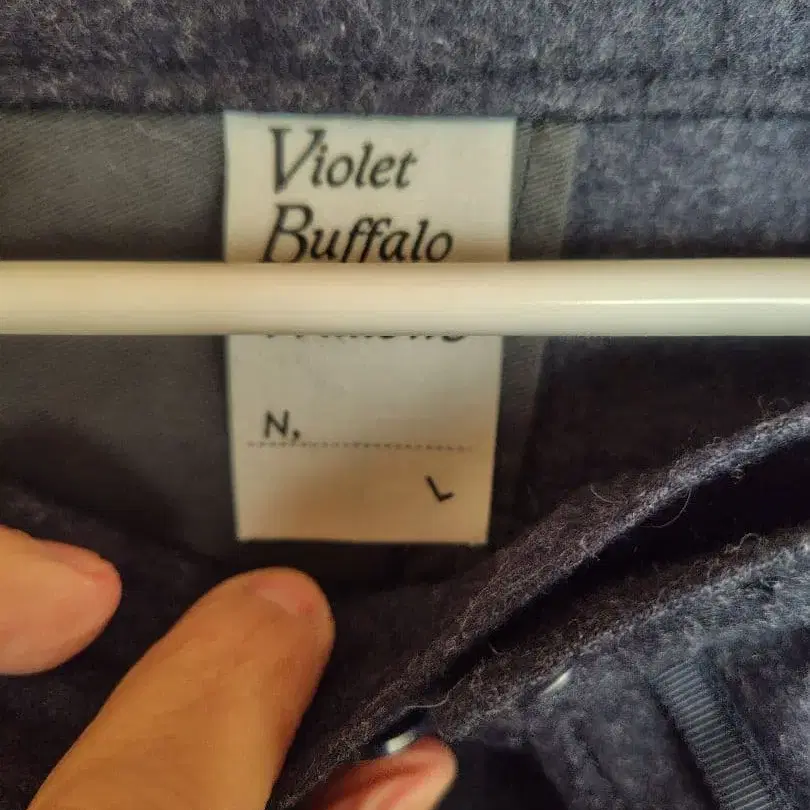 Violet
Buffalo
N,
L